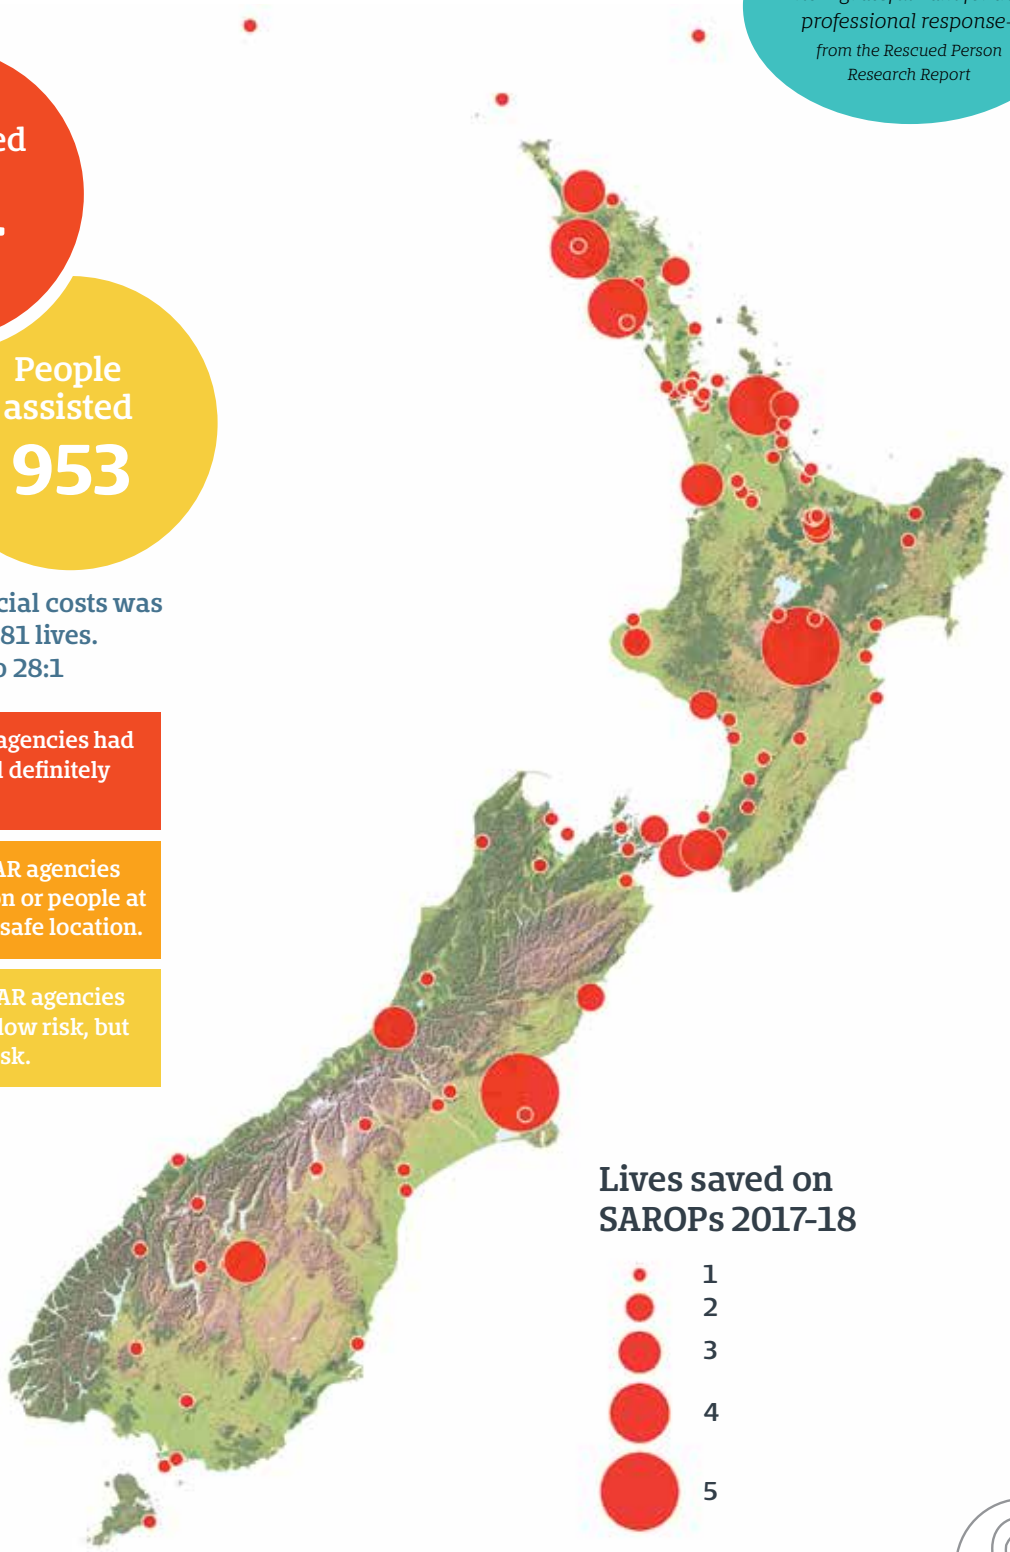 professional response-
from the Rescued Person
Research Report
ed
People
assisted
953
cial costs was
81 lives.
o 28:1
agencies had
l definitely
AR agencies
on or people at
safe location.
AR agencies
low risk, but
sk.
Lives saved on
SAROPs 2017-18
1
2
3
4
5